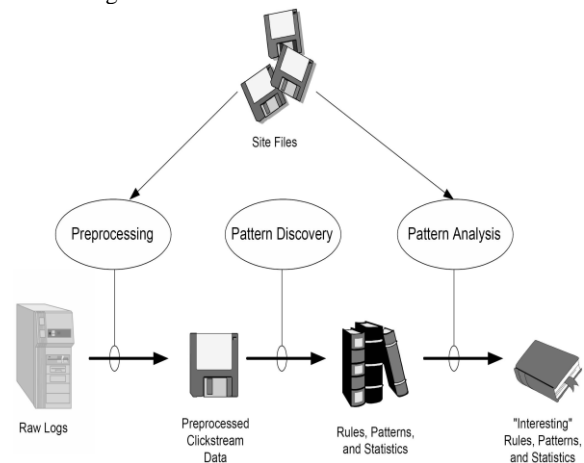 Site Files
Preprocessing
Pattern Discovery
Pattern Analysis
Raw Logs
Preprocessed
Clickstream
Data
Rules, Patterns,
and Statistics
"Interesting"
Rules, Patterns,
and Statistics